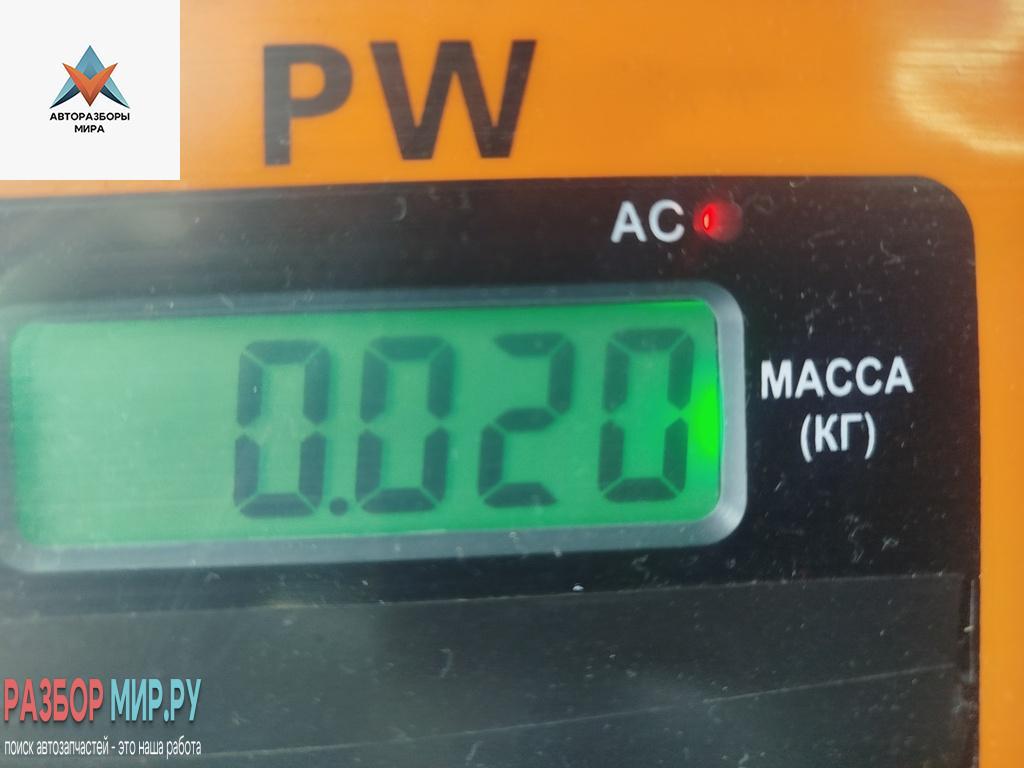 АВТОРАЗБОРЫ
МИРА
PW
AC
0.020
МАССА
(КГ)
РАЗБОР МИР.РУ
поиск автозапчастей - это наша работа